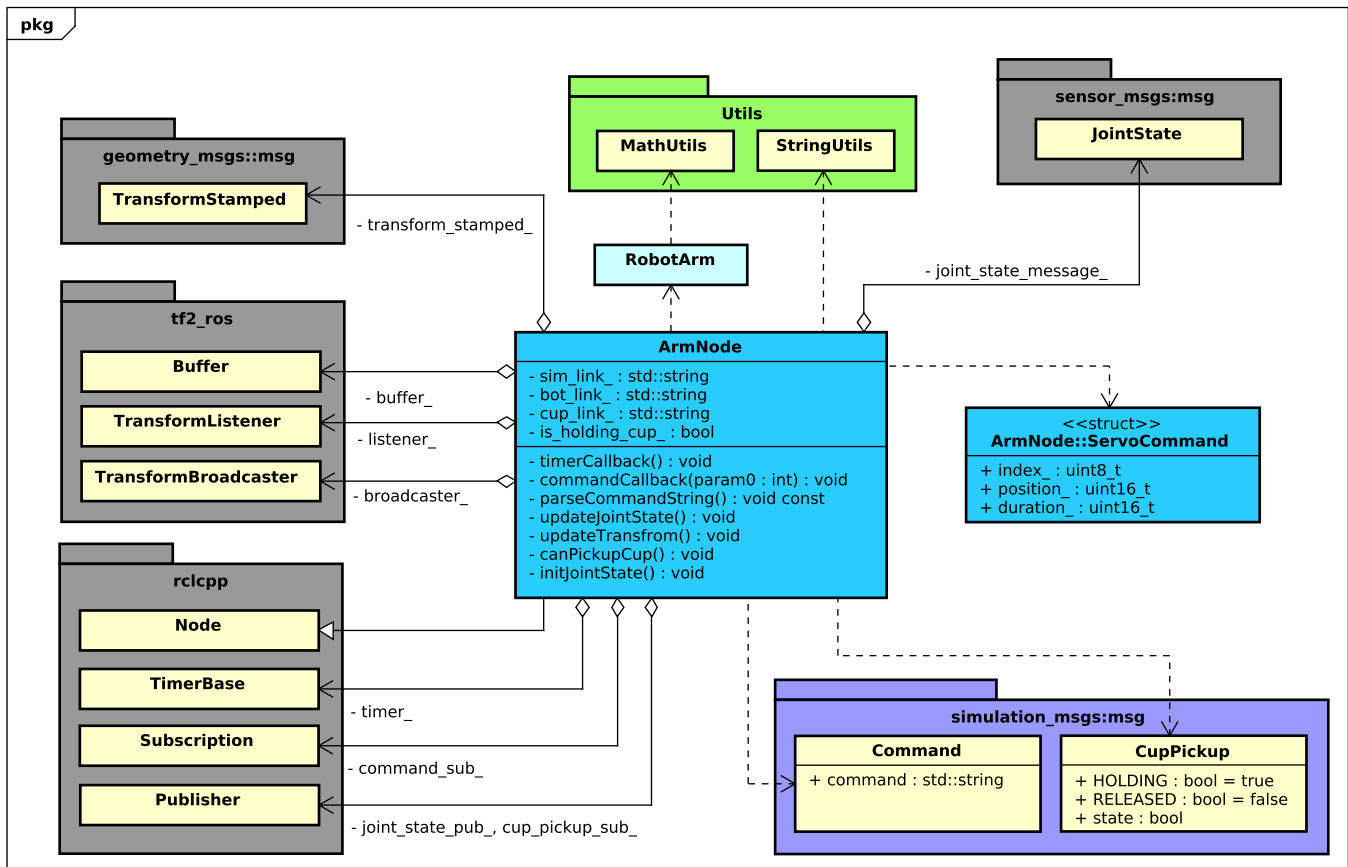 pkg
sensor_msgs:msg
JointState
Utils
MathUtils
StringUtils
geometry_msgs::msg
TransformStamped
- transform_stamped_
RobotArm
- joint_state_message_
tf2_ros
Buffer
- buffer_
TransformListener
- listener_
TransformBroadcaster
- broadcaster_
ArmNode
- sim_link_ : std::string
- bot_link_ : std::string
- cup_link_ : std::string
- is_holding_cup_ : bool
- timerCallback() : void
- commandCallback(param0 : int) : void
- parseCommandString() : void const
- updateJointState() : void
- updateTransfrom() : void
- canPickupCup() : void
- initJointState() : void
<<struct>>
ArmNode::ServoCommand
+ index_ : uint8_t
+ position_ : uint16_t
+ duration_ : uint16_t
rclcpp
Node
TimerBase
- timer_
Subscription
- command_sub_
Publisher
- joint_state_pub_, cup_pickup_sub_
simulation_msgs:msg
Command
+ command : std::string
CupPickup
+ HOLDING : bool = true
+ RELEASED : bool = false
+ state : bool